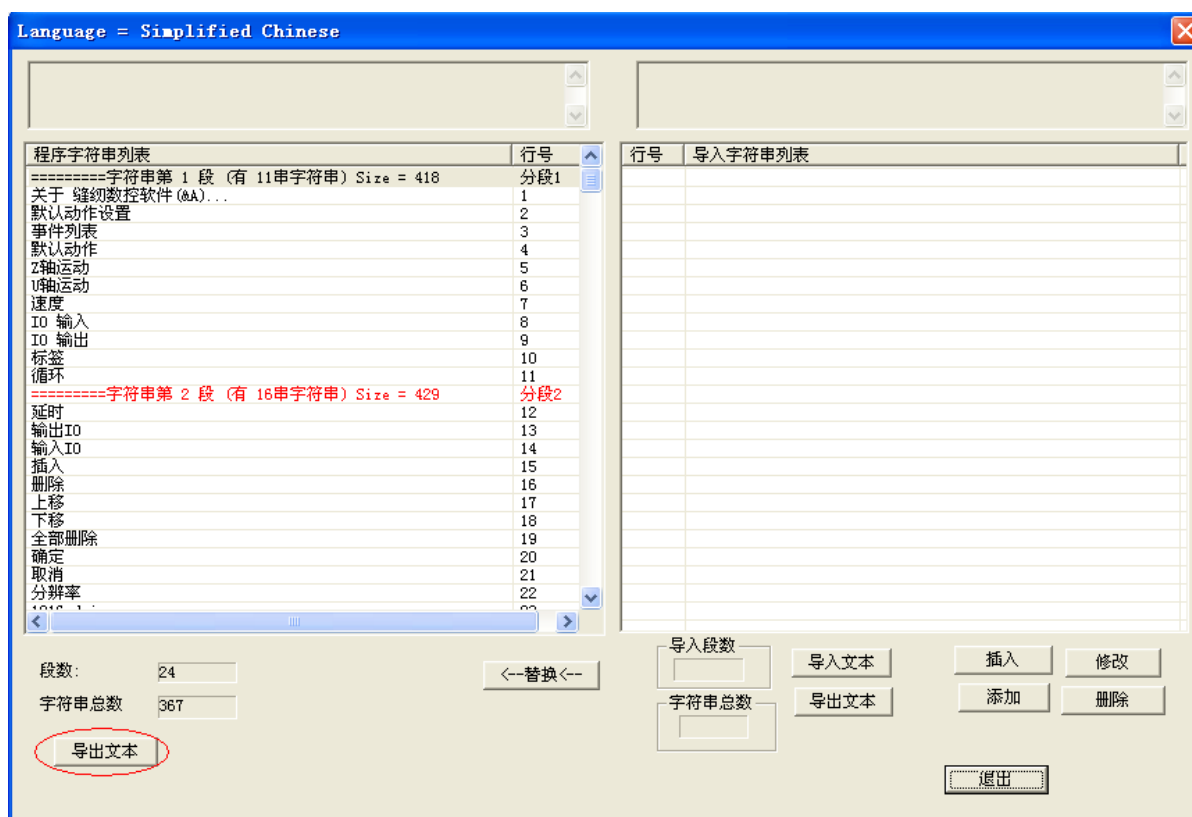 Language = Simplified Chinese
程序字符串列表 行号
=========字符串第 1 段 (有 11串字符串) Size = 418 分段1
关于 缝纫数控软件(&A)... 1
默认动作设置 2
事件列表 3
默认动作 4
Z轴运动 5
U轴运动 6
速度 7
IO 输入 8
IO 输出 9
标签 10
循环 11
=========字符串第 2 段 (有 16串字符串) Size = 429 分段2
延时 12
输出IO 13
输入IO 14
插入 15
删除 16
上移 17
下移 18
全部删除 19
确定 20
取消 21
分辨率 22
行号 导入字符串列表
段数: 24
字符串总数 367
导出文本
<--替换<--
导入段数
字符串总数
导入文本
导出文本
插入 修改
添加 删除
退出